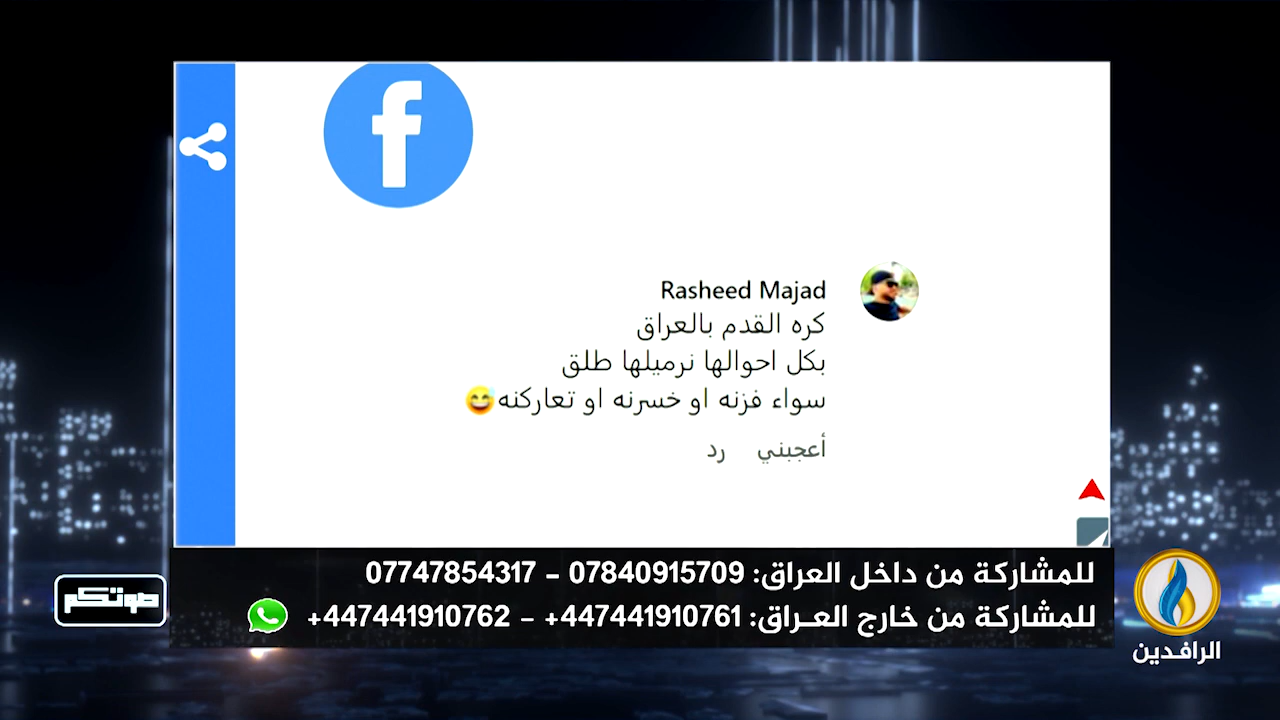 Rasheed Majad
كره القدم بالعراق
بكل احوالها نرميلها طلق
سواء فزنه او خسرنه او تعاركنه😅
أعجبني رد
للمشاركة من داخل العراق: 07840915709 - 07747854317
للمشاركة من خارج العـراق: 447441910761+ - 447441910762+
صوتكم
الرافـدين